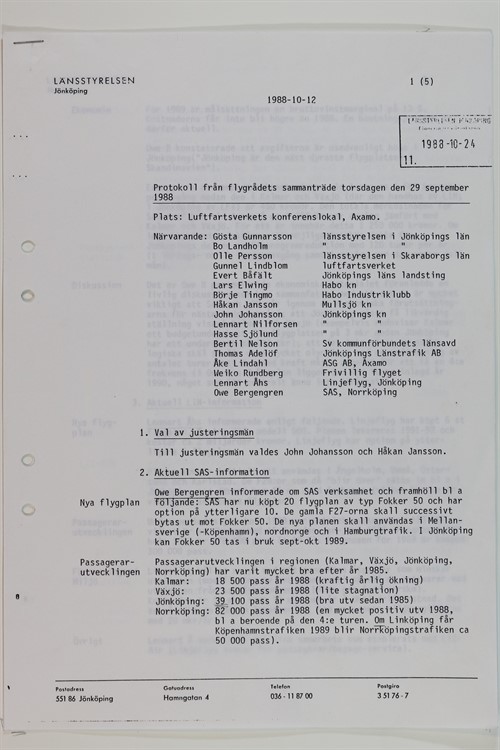 LÄNSSTYRELSEN
Jönköping
1 (5)
1988-10-12
1988-10-24
11.
Protokoll från flygrådets sammanträde torsdagen den 29 september
1988
Plats: Luftfartsverkets konferenslokal, Axamo.
Närvarande: Gösta Gunnarsson länsstyrelsen i Jönköpings län
Bo Landholm " "
Olle Persson länsstyrelsen i Skaraborgs län
Gunnel Lindblom luftfartsverket
Evert Båfält Jönköpings läns landsting
Lars Elwing Habo kn
Börje Tingmo Habo Industriklubb
Håkan Jansson Mullsjö kn
John Johansson Jönköpings kn
Lennart Nilforsen " "
Hasse Sjölund " "
Bertil Nelson Sv kommunförbundets länsavd
Thomas Adelöf Jönköpings Länstrafik AB
Åke Lindahl ASG AB, Axamo
Weiko Rundberg Frivillig flyget
Lennart Åhs Linjeflyg, Jönköping
Owe Bergengren SAS, Norrköping
1. Val av justeringsmän
Till justeringsmän valdes John Johansson och Håkan Jansson.
2. Aktuell SAS-information
Nya flygplan
Owe Bergengren informerade om SAS verksamhet och framhöll bl a
följande: SAS har nu köpt 20 flygplan av typ Fokker 50 och har
option på ytterligare 10. De gamla F27-orna skall successivt
bytas ut mot Fokker 50. De nya planen skall användas i Mellan-
sverige (-Köpenhamn), nordnorge och i Hamburgtrafik. I Jönköping
kan Fokker 50 tas i bruk sept-okt 1989.
Passagerar-
utvecklingen
Passagerarutvecklingen i regionen (Kalmar, Växjö, Jönköping,
Norrköping) har varit mycket bra efter år 1985.
Kalmar: 18 500 pass år 1988 (kraftig årlig ökning)
Växjö: 23 500 pass år 1988 (lite stagnation)
Jönköping: 39 100 pass år 1988 (bra utv sedan 1985)
Norrköping: 82 000 pass år 1988 (en mycket positiv utv 1988,
bl a beroende på den 4:e turen. Om Linköping får
Köpenhamnstrafiken 1989 blir Norrköpingstrafiken ca
50 000 pass).
Postadress Gatuadress Telefon Postgiro
551 86 Jönköping Hamngatan 4 036-11 87 00 3 51 76-7